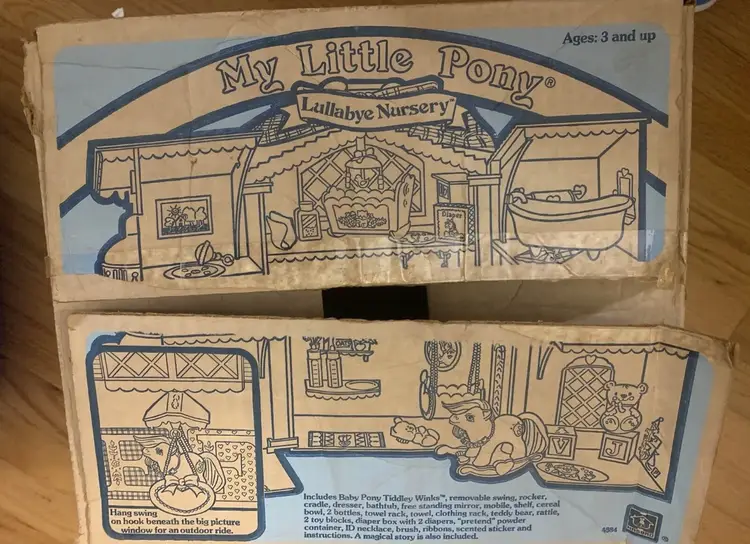 Ages: 3 and up
My Little Pony®
Lullabye Nursery™
Diaper
OATS
V J
Hang swing
on hook beneath the big picture
window for an outdoor ride.
Includes Baby Pony Tiddley Winks™, removable swing, rocker,
cradle, dresser, bathtub, free standing mirror, mobile, shelf, cereal
bowl, 2 bottles, towel rack, towel, clothing rack, teddy bear, rattle,
2 toy blocks, diaper box with 2 diapers, "pretend" powder
container, ID necklace, brush, ribbons, scented sticker and
instructions. A magical story is also included.
4884
®